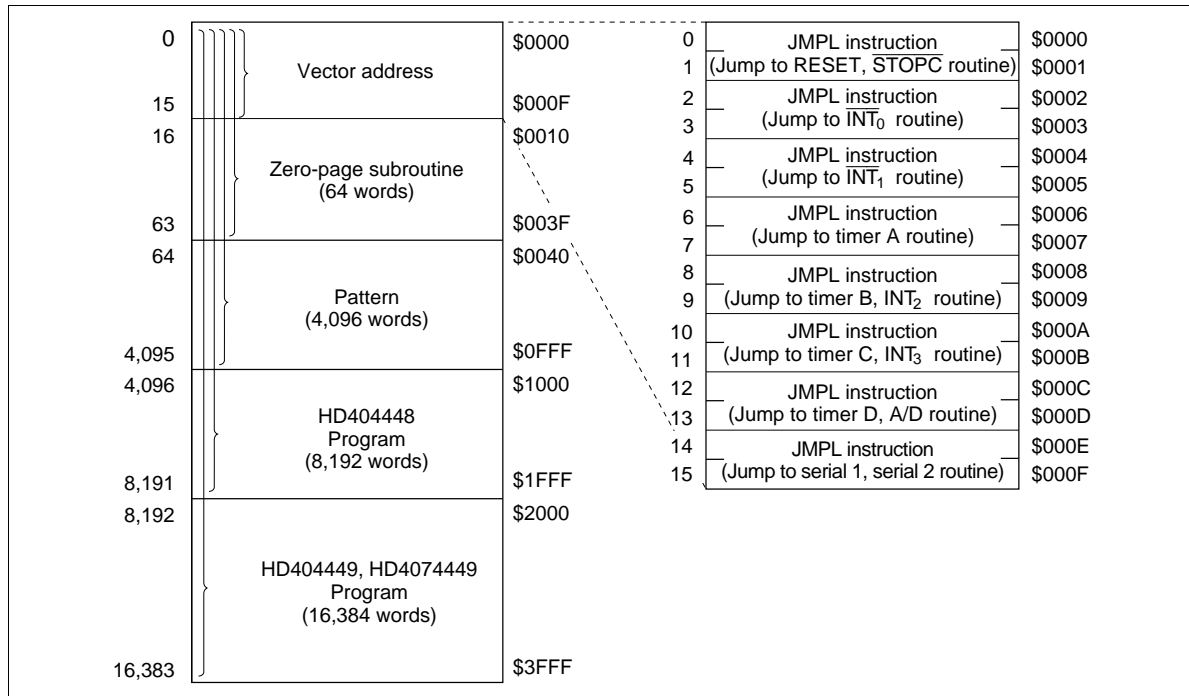 0
$0000
Vector address
15
$000F
16
$0010
Zero-page subroutine
(64 words)
63
$003F
64
$0040
Pattern
(4,096 words)
4,095
$0FFF
4,096
$1000
HD404448
Program
(8,192 words)
8,191
$1FFF
8,192
$2000
HD404449, HD4074449
Program
(16,384 words)
16,383
$3FFF
0 JMPL instruction $0000
1 (Jump to RESET, STOPC routine) $0001
2 JMPL instruction $0002
3 (Jump to INT0 routine) $0003
4 JMPL instruction $0004
5 (Jump to INT1 routine) $0005
6 JMPL instruction $0006
7 (Jump to timer A routine) $0007
8 JMPL instruction $0008
9 (Jump to timer B, INT2 routine) $0009
10 JMPL instruction $000A
11 (Jump to timer C, INT3 routine) $000B
12 JMPL instruction $000C
13 (Jump to timer D, A/D routine) $000D
14 JMPL instruction $000E
15 (Jump to serial 1, serial 2 routine) $000F